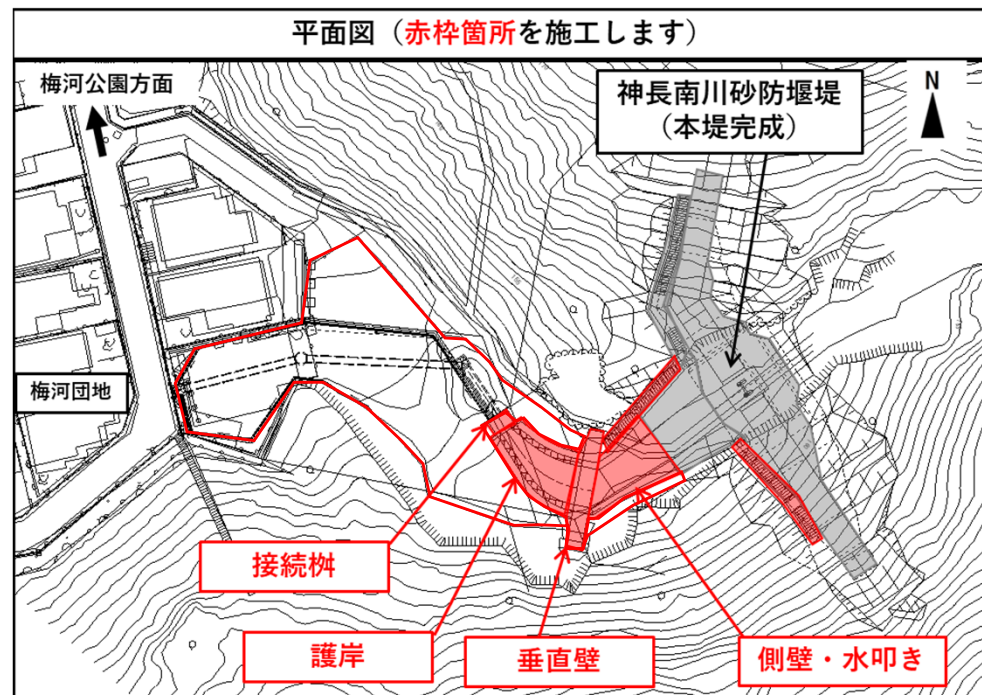 平面図（赤枠箇所を施工します）
梅河公園方面
神長南川砂防堰堤
（本堤完成）
N
梅河団地
接続桝
護岸
垂直壁
側壁・水叩き